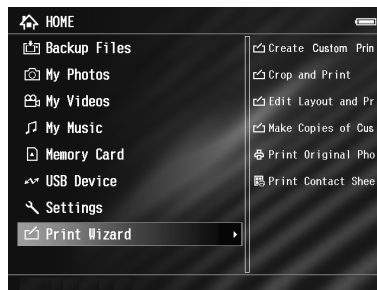 HOME
Backup Files
My Photos
My Videos
My Music
Memory Card
USB Device
Settings
Print Wizard
Create Custom Prin
Crop and Print
Edit Layout and Pr
Make Copies of Cus
Print Original Pho
Print Contact Shee